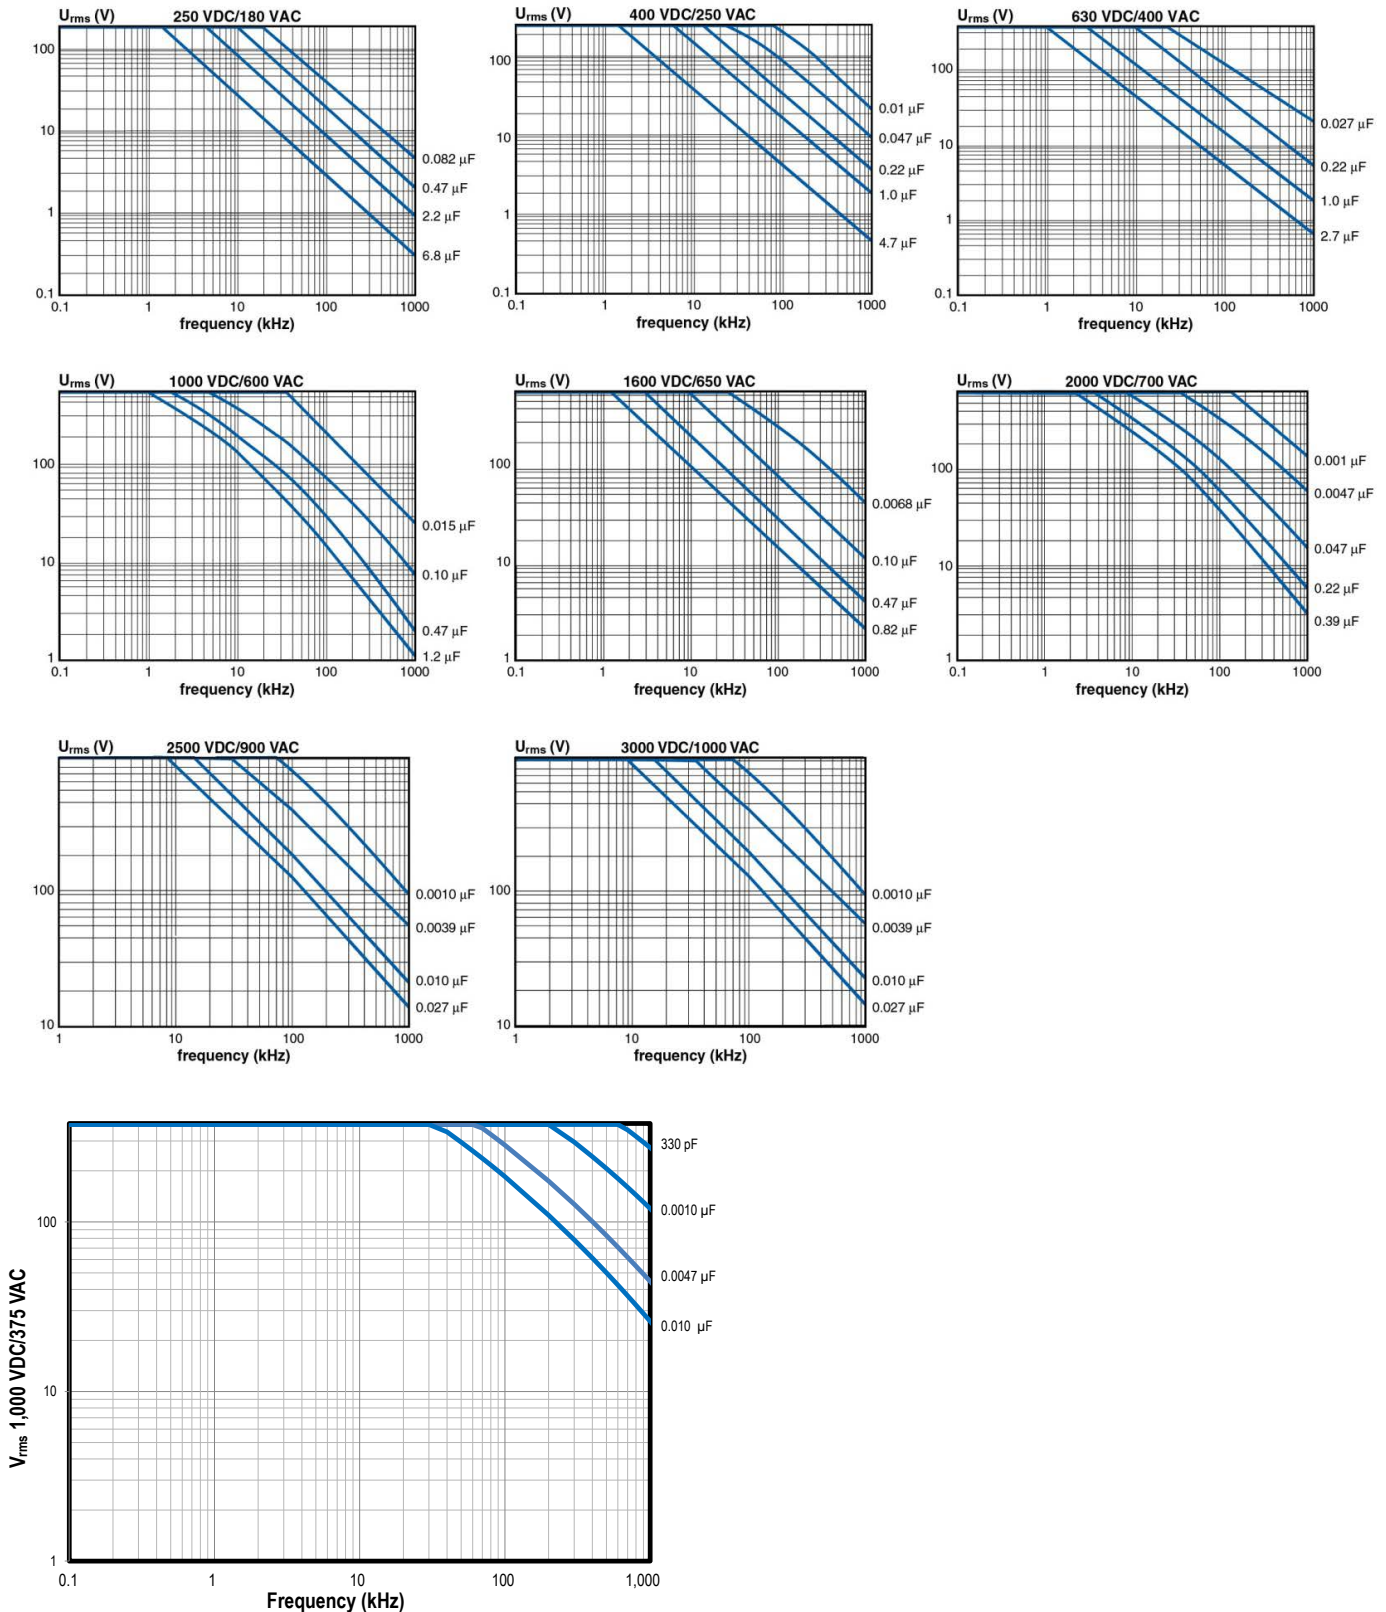 Urms (V) 250 VDC/180 VAC
100
10
1
0.1
0.082 µF
0.47 µF
2.2 µF
6.8 µF
0.1 1 10 100 1000
frequency (kHz)
Urms (V) 400 VDC/250 VAC
100
10
1
0.1
0.01 µF
0.047 µF
0.22 µF
1.0 µF
4.7 µF
0.1 1 10 100 1000
frequency (kHz)
Urms (V) 630 VDC/400 VAC
100
10
1
0.1
0.027 µF
0.22 µF
1.0 µF
2.7 µF
0.1 1 10 100 1000
frequency (kHz)
Urms (V) 1000 VDC/600 VAC
100
10
1
0.015 µF
0.10 µF
0.47 µF
1.2 µF
0.1 1 10 100 1000
frequency (kHz)
Urms (V) 1600 VDC/650 VAC
100
10
1
0.0068 µF
0.10 µF
0.47 µF
0.82 µF
0.1 1 10 100 1000
frequency (kHz)
Urms (V) 2000 VDC/700 VAC
100
10
1
0.001 µF
0.0047 µF
0.047 µF
0.22 µF
0.39 µF
0.1 1 10 100 1000
frequency (kHz)
Urms (V) 2500 VDC/900 VAC
100
10
0.0010 µF
0.0039 µF
0.010 µF
0.027 µF
1 10 100 1000
frequency (kHz)
Urms (V) 3000 VDC/1000 VAC
100
10
0.0010 µF
0.0039 µF
0.010 µF
0.027 µF
1 10 100 1000
frequency (kHz)
Vrms 1,000 VDC/375 VAC
100
10
1
330 pF
0.0010 µF
0.0047 µF
0.010 µF
0.1 1 10 100 1,000
Frequency (kHz)